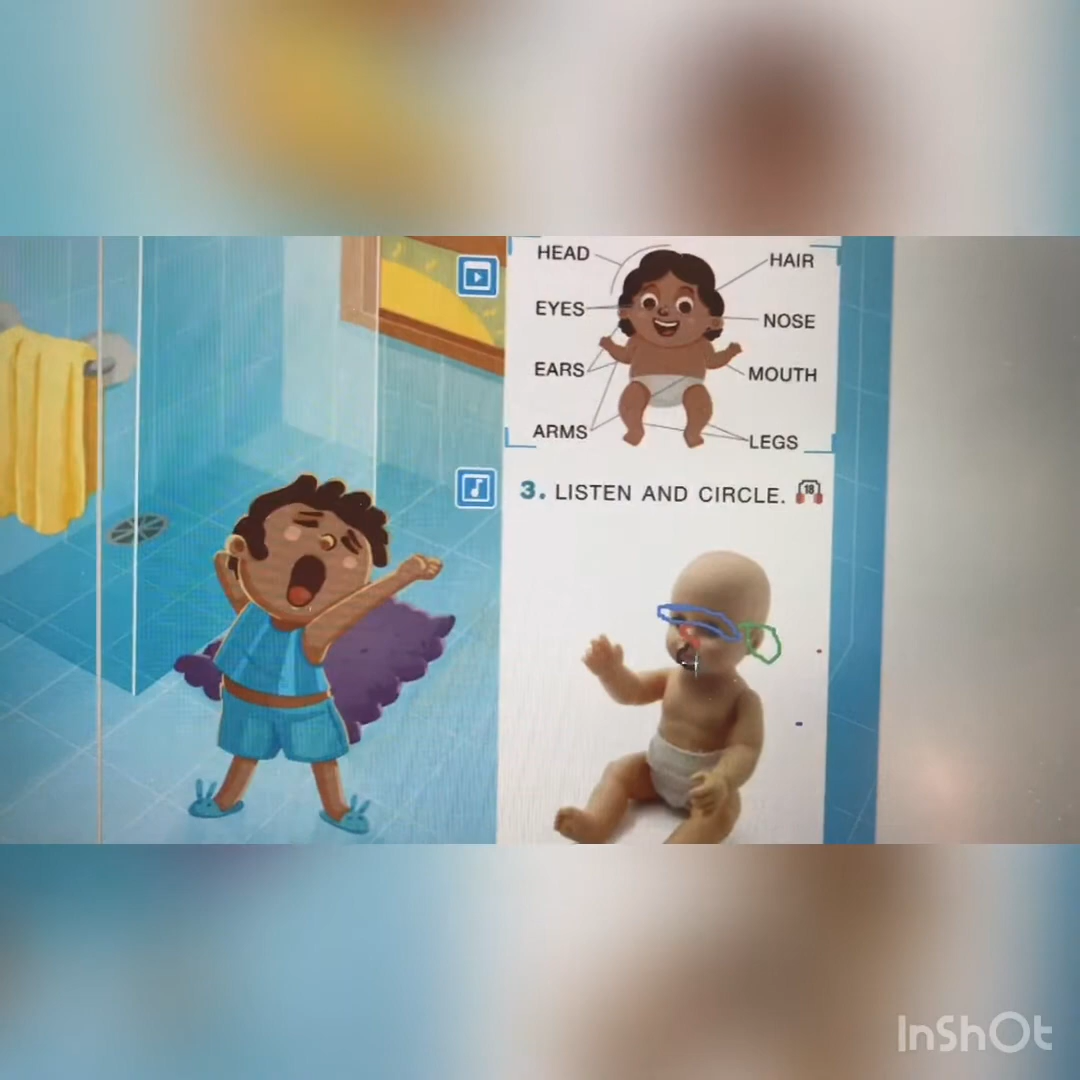 HEAD
HAIR
EYES
NOSE
EARS
MOUTH
ARMS
LEGS
3. LISTEN AND CIRCLE. 18
InShOt